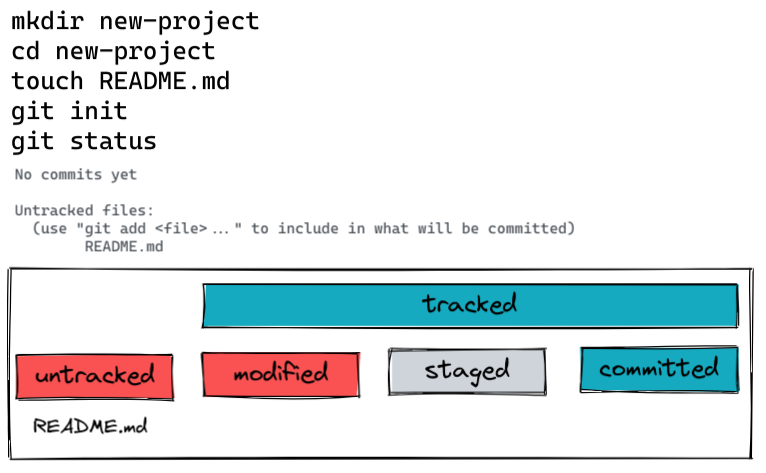 mkdir new-project
cd new-project
touch README.md
git init
git status
No commits yet
Untracked files:
(use "git add <file>..." to include in what will be committed)
README.md
tracked
untracked modified staged committed
README.md